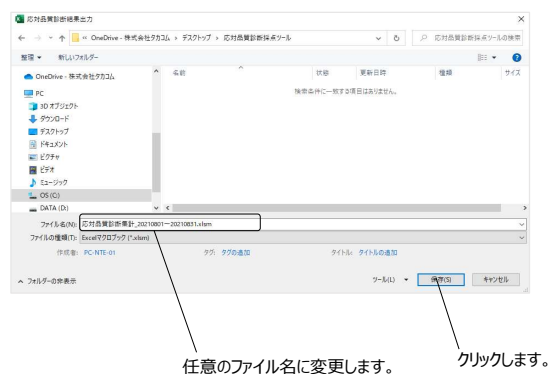 応対品質診断結果出力
« OneDrive - 株式会社タカコム > デスクトップ > 応対品質診断採点ツール
応対品質診断採点ツールの検索
整理 新しいフォルダー
名前 状態 更新日時 種類 サイズ
検索条件に一致する項目はありません。
OneDrive - 株式会社タカコム
PC
3D オブジェクト
ダウンロード
デスクトップ
ドキュメント
ピクチャ
ビデオ
ミュージック
OS (C:)
DATA (D:)
ファイル名(N): 応対品質診断集計_20210801ー20210831.xlsm
ファイルの種類(T): Excelマクロブック (*.xlsm)
作成者: PC-NTE-01 タグ: タグの追加 タイトル: タイトルの追加
フォルダーの非表示 ツール(L) 保存(S) キャンセル
任意のファイル名に変更します。 クリックします。